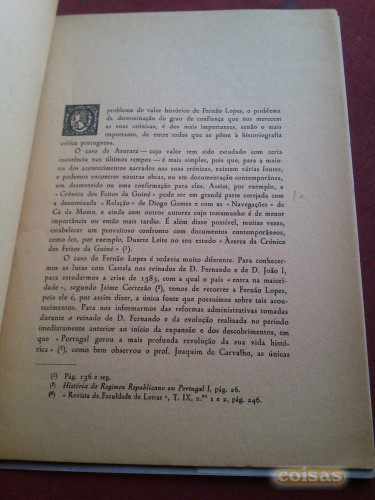 problema do valor histórico de Fernão Lopez, o problema
da determinação do grau de confiança que nos merecem
as suas crónicas, é dos mais importantes, senão o mais
importante, de entre todos que se põem à historiografia
crítica portuguesa.
O caso de Azurara — cujo valor tem sido estudado com certa
insistência nos últimos tempos — é mais simples, pois que, para a maio-
ria dos acontecimentos narrados nas suas crónicas, existem várias fontes,
e podemos encontrar noutras obras, ou em documentação contemporânea,
um desmentido ou uma confirmação para elas. Assim, por exemplo, a
« Crónica dos Feitos da Guiné » pode ser em grande parte cotejada com
a denominada « Relação » de Diogo Gomes e com as « Navegações » de
Cà da Mosto, e ainda com outros autores cujo testemunho é de menor
importância ou então mais tardio. E além disso possível, muitas vezes,
estabelecer um proveitoso confronto com documentos contemporâneos,
como fez, por exemplo, Duarte Leite no seu estudo « Àcerca da Crónica
dos Feitos da Guiné » (1).
O caso de Fernão Lopes é todavia muito diferente. Para conhecer-
mos as lutas com Castela nos reinados de D. Fernando e de D. João I,
para estudarmos a crise de 1383, com a qual o país « entra na maiori-
dade », segundo Jaime Cortezão (2), temos de recorrer a Fernão Lopes,
pois ele é, por assim dizer, a única fonte que possuímos sobre tais acon-
tecimentos. Para nos informarmos das reformas administrativas tomadas
durante o reinado de D. Fernando e da evolução realizada no período
imediatamente anterior ao início da expansão e dos descobrimentos, em
que « Portugal gerou a mais profunda revolução da sua vida histó-
rica » (3), como bem observou o prof. Joaquim de Carvalho, as únicas
(1) Pág. 136 e seg.
(2) História do Regimen Republicano em Portugal I, pág. 26.
(3) « Revista da Faculdade de Letras », T. IX, n.os 1 e 2, pág. 246.
coisas